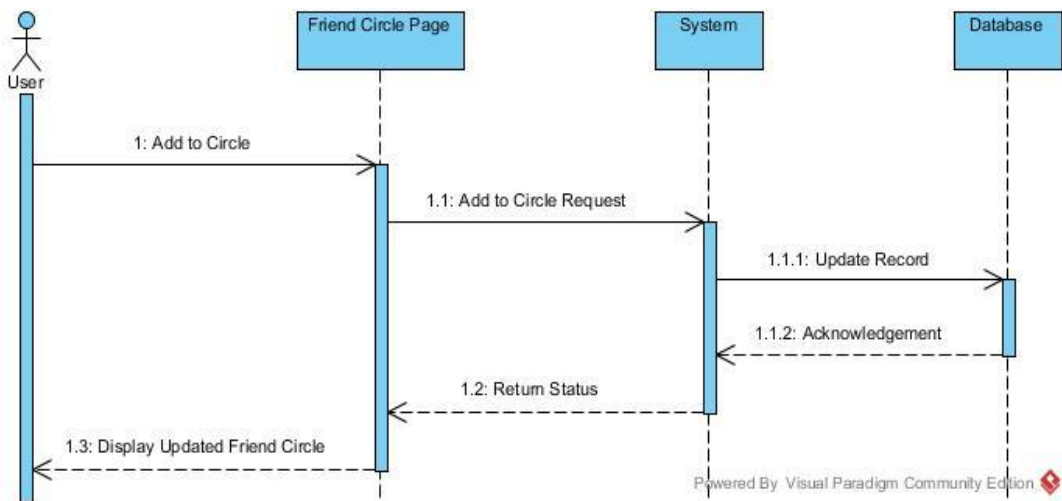 Friend Circle Page
System
Database
User
1: Add to Circle
1.1: Add to Circle Request
1.1.1: Update Record
1.1.2: Acknowledgement
1.2: Return Status
1.3: Display Updated Friend Circle
Powered By Visual Paradigm Community Edition